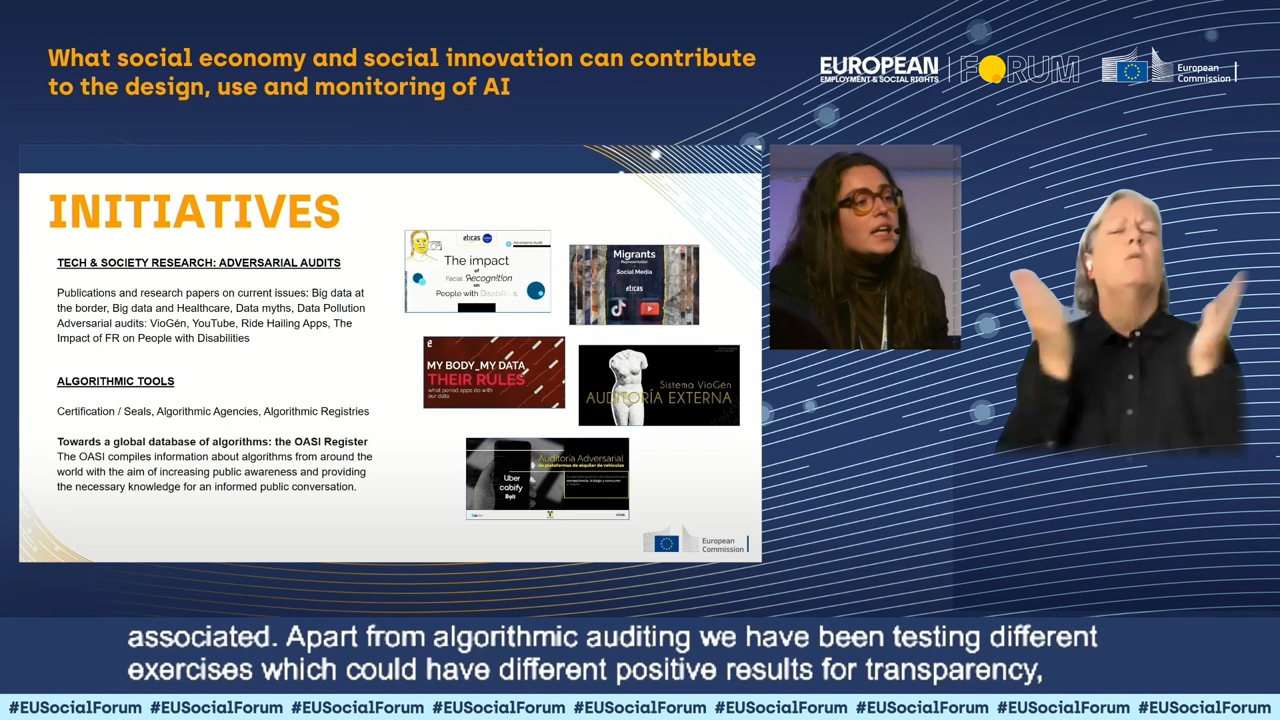 What social economy and social innovation can contribute
to the design, use and monitoring of AI
EUROPEAN
EMPLOYMENT & SOCIAL RIGHTS
FORUM
European
Commission
INITIATIVES
TECH & SOCIETY RESEARCH: ADVERSARIAL AUDITS
Publications and research papers on current issues: Big data at
the border, Big data and Healthcare, Data myths, Data Pollution
Adversarial audits: VioGén, YouTube, Ride Hailing Apps, The
Impact of FR on People with Disabilities
ALGORITHMIC TOOLS
Certification / Seals, Algorithmic Agencies, Algorithmic Registries
Towards a global database of algorithms: the OASI Register
The OASI compiles information about algorithms from around the
world with the aim of increasing public awareness and providing
the necessary knowledge for an informed public conversation.
eticas
Adversarial Audit
The impact
of
Facial Recognition
on
People with Disabilities
Migrants
Representation
Social Media
eticas
MY BODY_MY DATA
THEIR RULES
what period apps do with
our data
Sistema VioGén
AUDITORÍA EXTERNA
Auditoria Adversarial
de plataformas de alquiler de vehículos
Uber
cabify
Bolt
European
Commission
associated. Apart from algorithmic auditing we have been testing different
exercises which could have different positive results for transparency,
#EUSocialForum #EUSocialForum #EUSocialForum #EUSocialForum #EUSocialForum #EUSocialForum #EUSocialForum #EUSocialForum #EUSocialForum